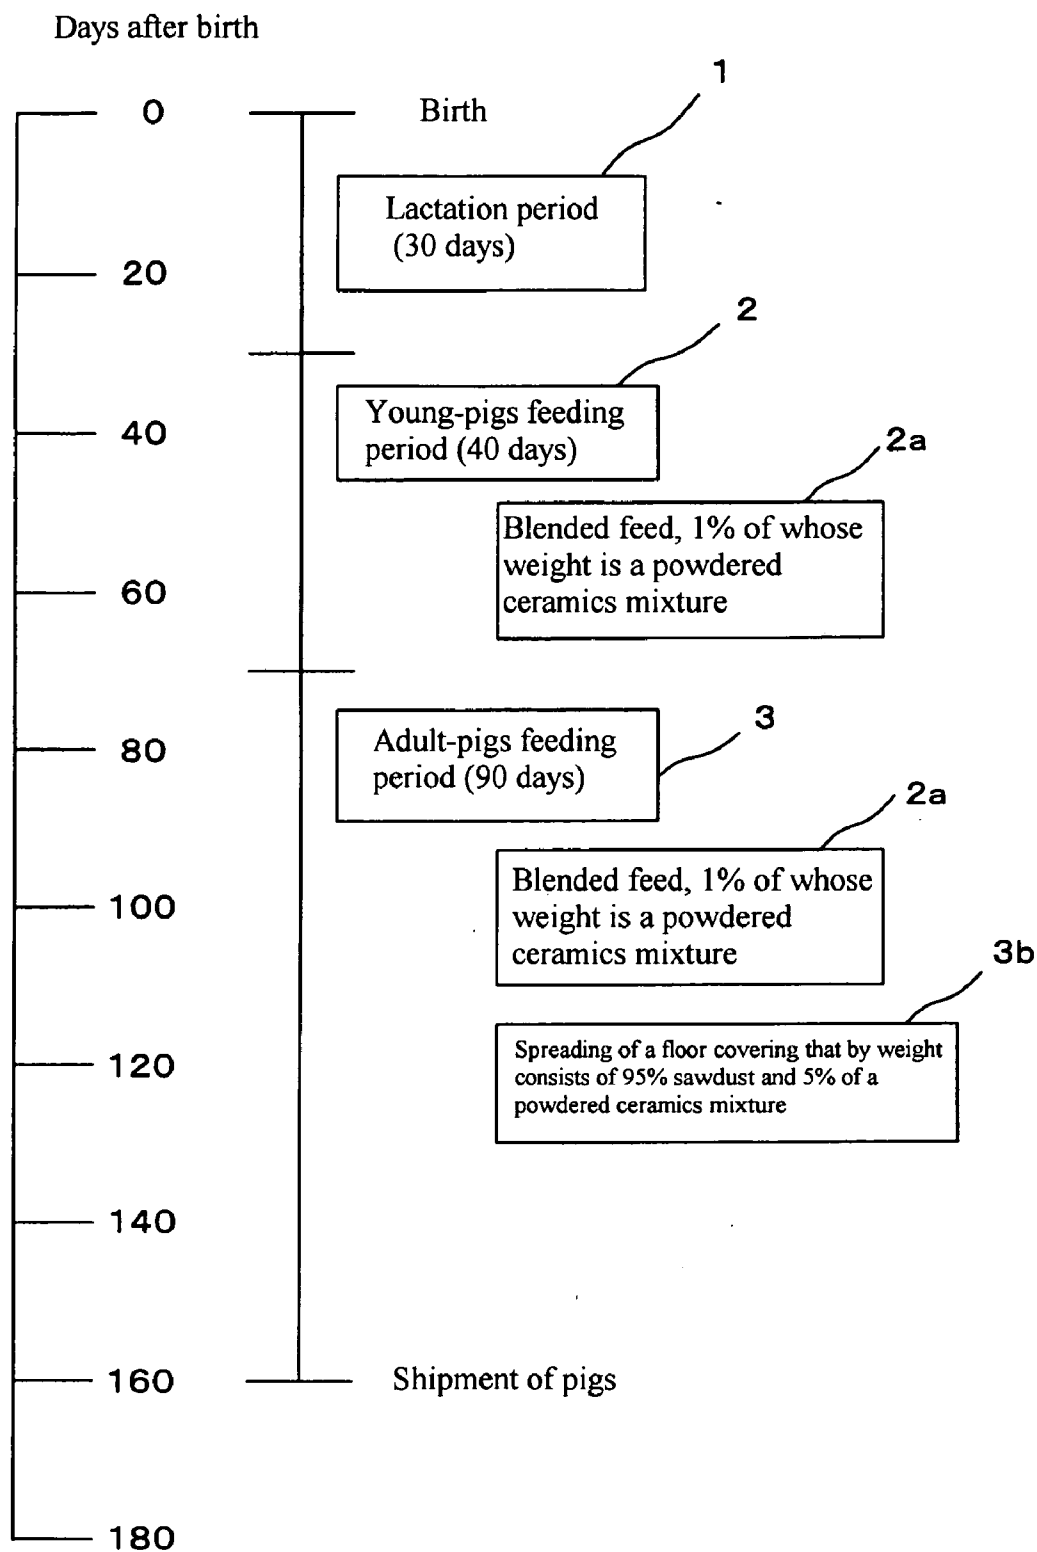 Days after birth
1
0
Birth
Lactation period
(30 days)
20
2
Young-pigs feeding
period (40 days)
40
2a
Blended feed, 1% of whose
weight is a powdered
ceramics mixture
60
3
Adult-pigs feeding
period (90 days)
80
2a
Blended feed, 1% of whose
weight is a powdered
ceramics mixture
100
3b
Spreading of a floor covering that by weight
consists of 95% sawdust and 5% of a
powdered ceramics mixture
120
140
160
Shipment of pigs
180